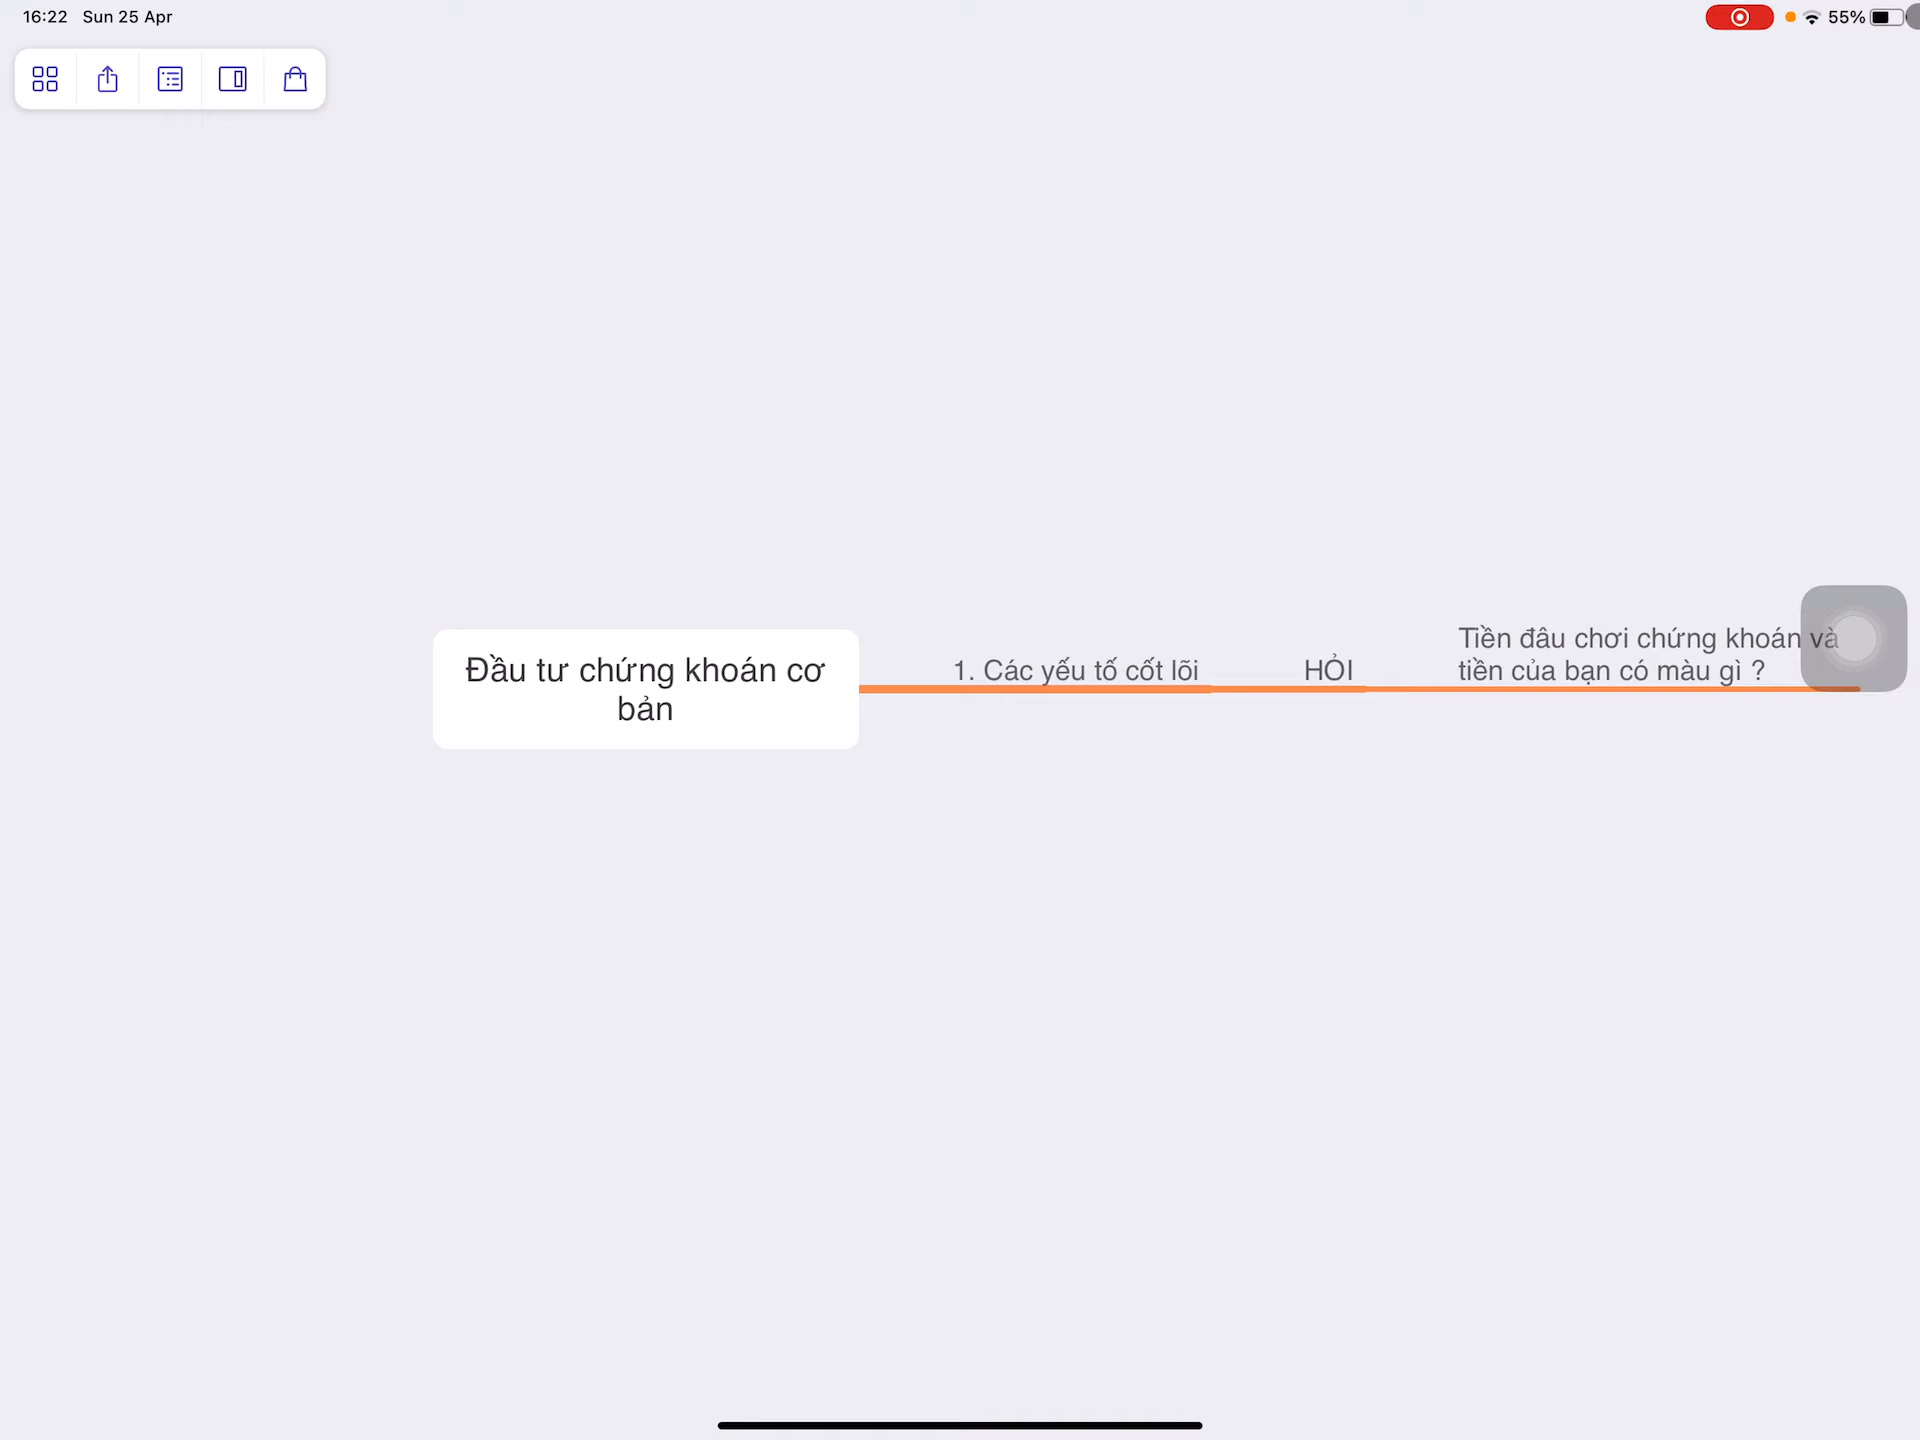 16:22 Sun 25 Apr
55%
Đầu tư chứng khoán cơ
bản
1. Các yếu tố cốt lõi
HỎI
Tiền đâu chơi chứng khoán và
tiền của bạn có màu gì ?